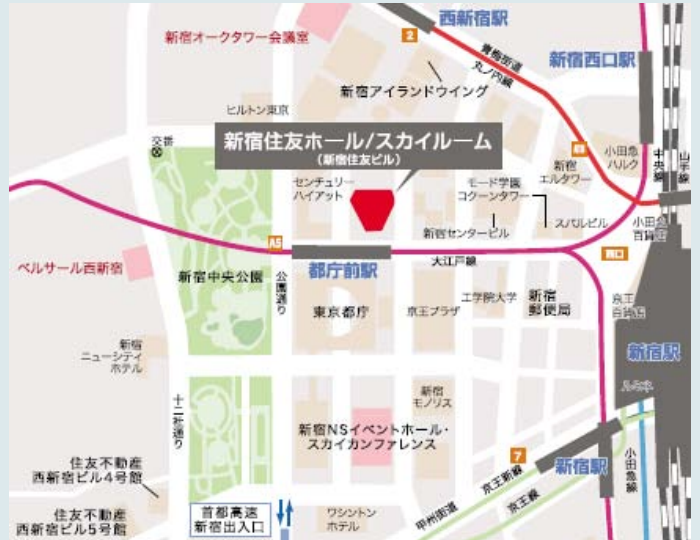 西新宿駅
新宿オークタワー会議室
2
青梅街道
丸ノ内線
新宿西口駅
新宿アイランドウイング
ヒルトン東京
交番
新宿住友ホール/スカイルーム
(新宿住友ビル)
小田急
ハルク
中央線
山手線
新宿
エルタワー
センチュリー
ハイアット
モード学園
コクーンタワー
スバルビル
小田急
百貨店
新宿センタービル
A5
西口
ベルサール西新宿
新宿中央公園
公園通り
都庁前駅
大江戸線
東京都庁
京王プラザ
工学院大学
新宿
郵便局
京王
百貨店
新宿駅
新宿
ニューシティ
ホテル
ルミネ
十二社通り
新宿
モノリス
新宿NSイベントホール・
スカイカンファレンス
7
京王新線
新宿駅
小田急線
住友不動産
西新宿ビル4号館
京王線
甲州街道
首都高速
新宿出入口
ワシントン
ホテル
住友不動産
西新宿ビル5号館